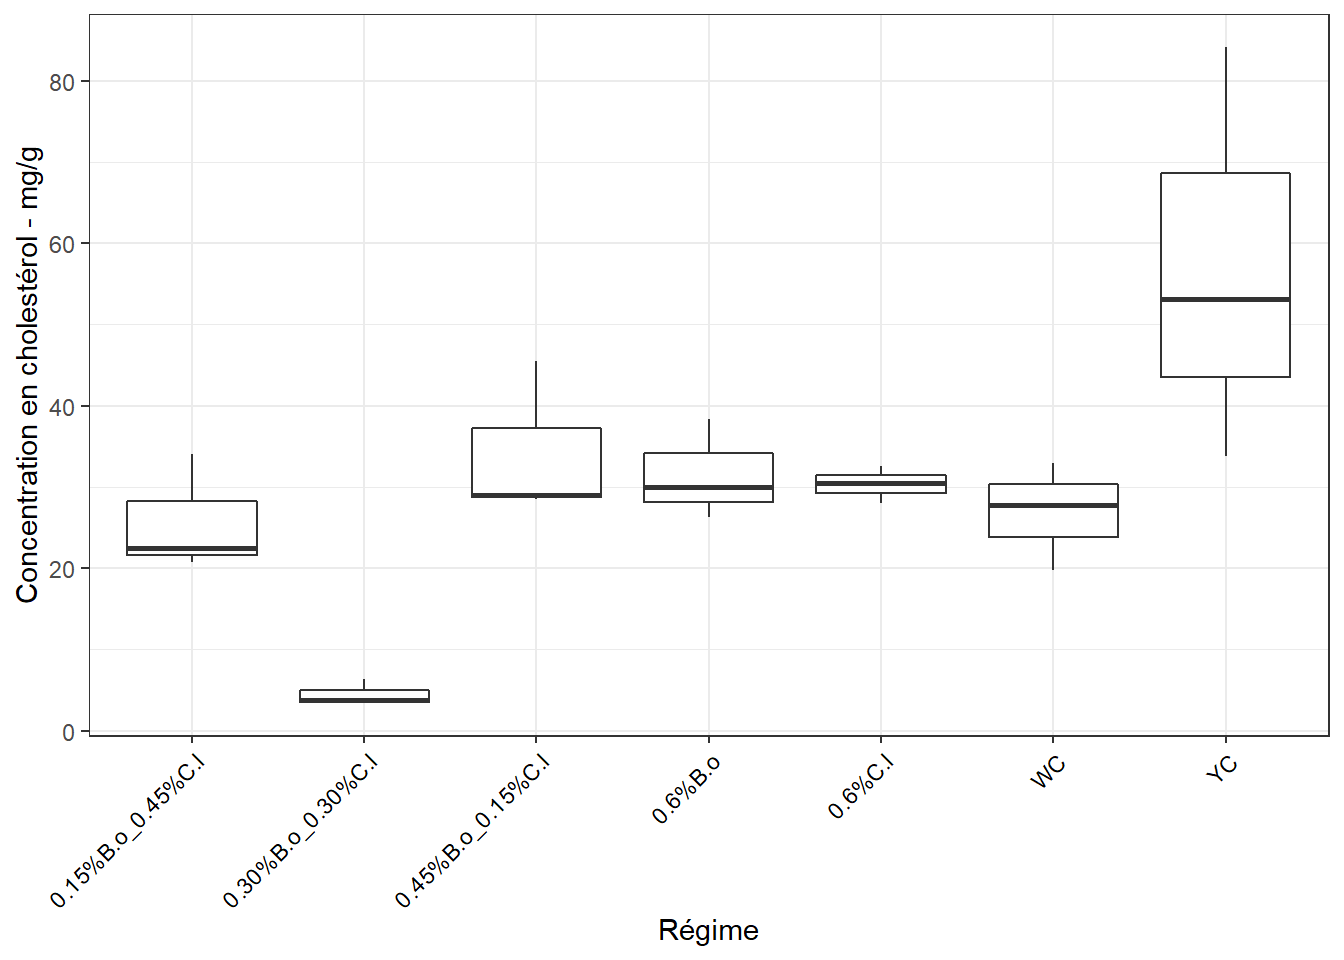 Concentration en cholestérol - mg/g
80
60
40
20
0
0.15%B.o_0.45%C.l
0.30%B.o_0.30%C.l
0.45%B.o_0.15%C.l
0.6%B.o
0.6%C.l
WC
YC
Régime